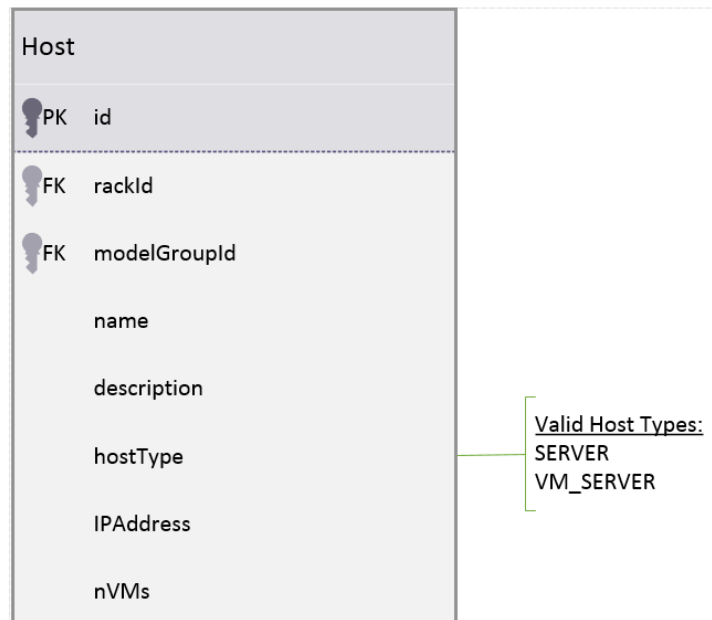 Host
PK id
FK rackId
FK modelGroupId
name
description
hostType
IPAddress
nVMs
Valid Host Types:
SERVER
VM_SERVER